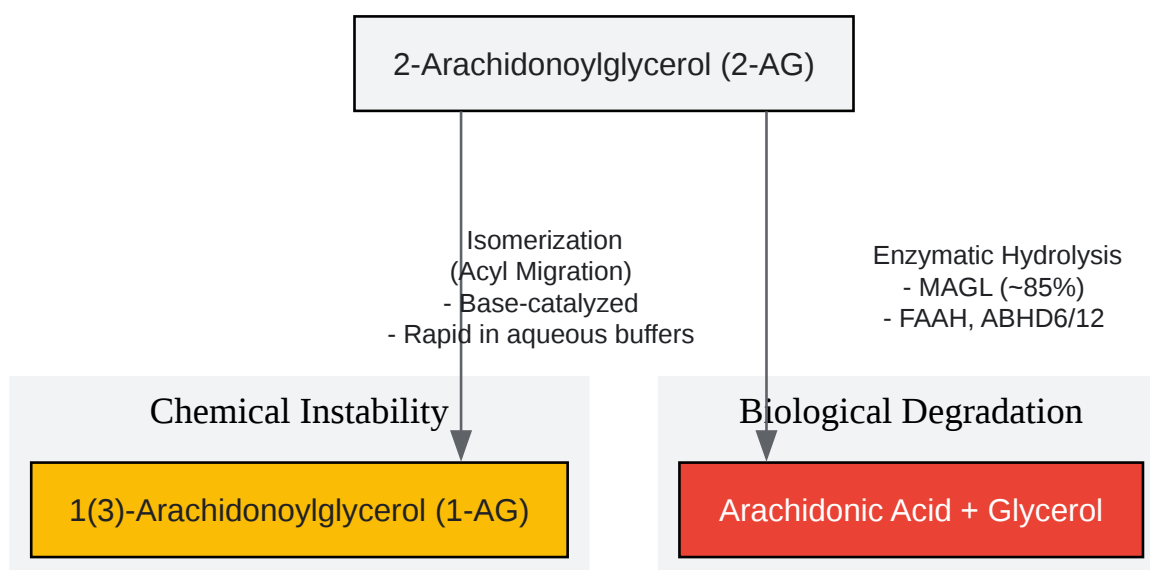 2-Arachidonoylglycerol (2-AG)
Isomerization
(Acyl Migration)
- Base-catalyzed
- Rapid in aqueous buffers
Enzymatic Hydrolysis
- MAGL (~85%)
- FAAH, ABHD6/12
Chemical Instability
1(3)-Arachidonoylglycerol (1-AG)
Biological Degradation
Arachidonic Acid + Glycerol